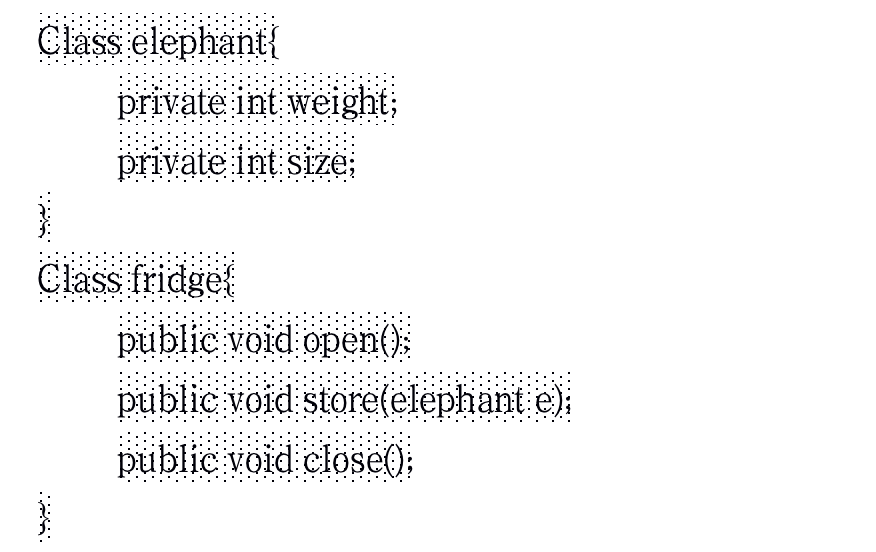 Class elephant{
private int weight;
private int size;
}
Class fridge{
public void open();
public void store(elephant e);
public void close();
}